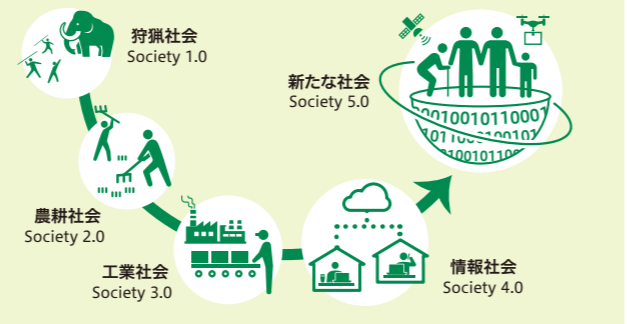 狩猟社会
Society 1.0
農耕社会
Society 2.0
工業社会
Society 3.0
情報社会
Society 4.0
新たな社会
Society 5.0